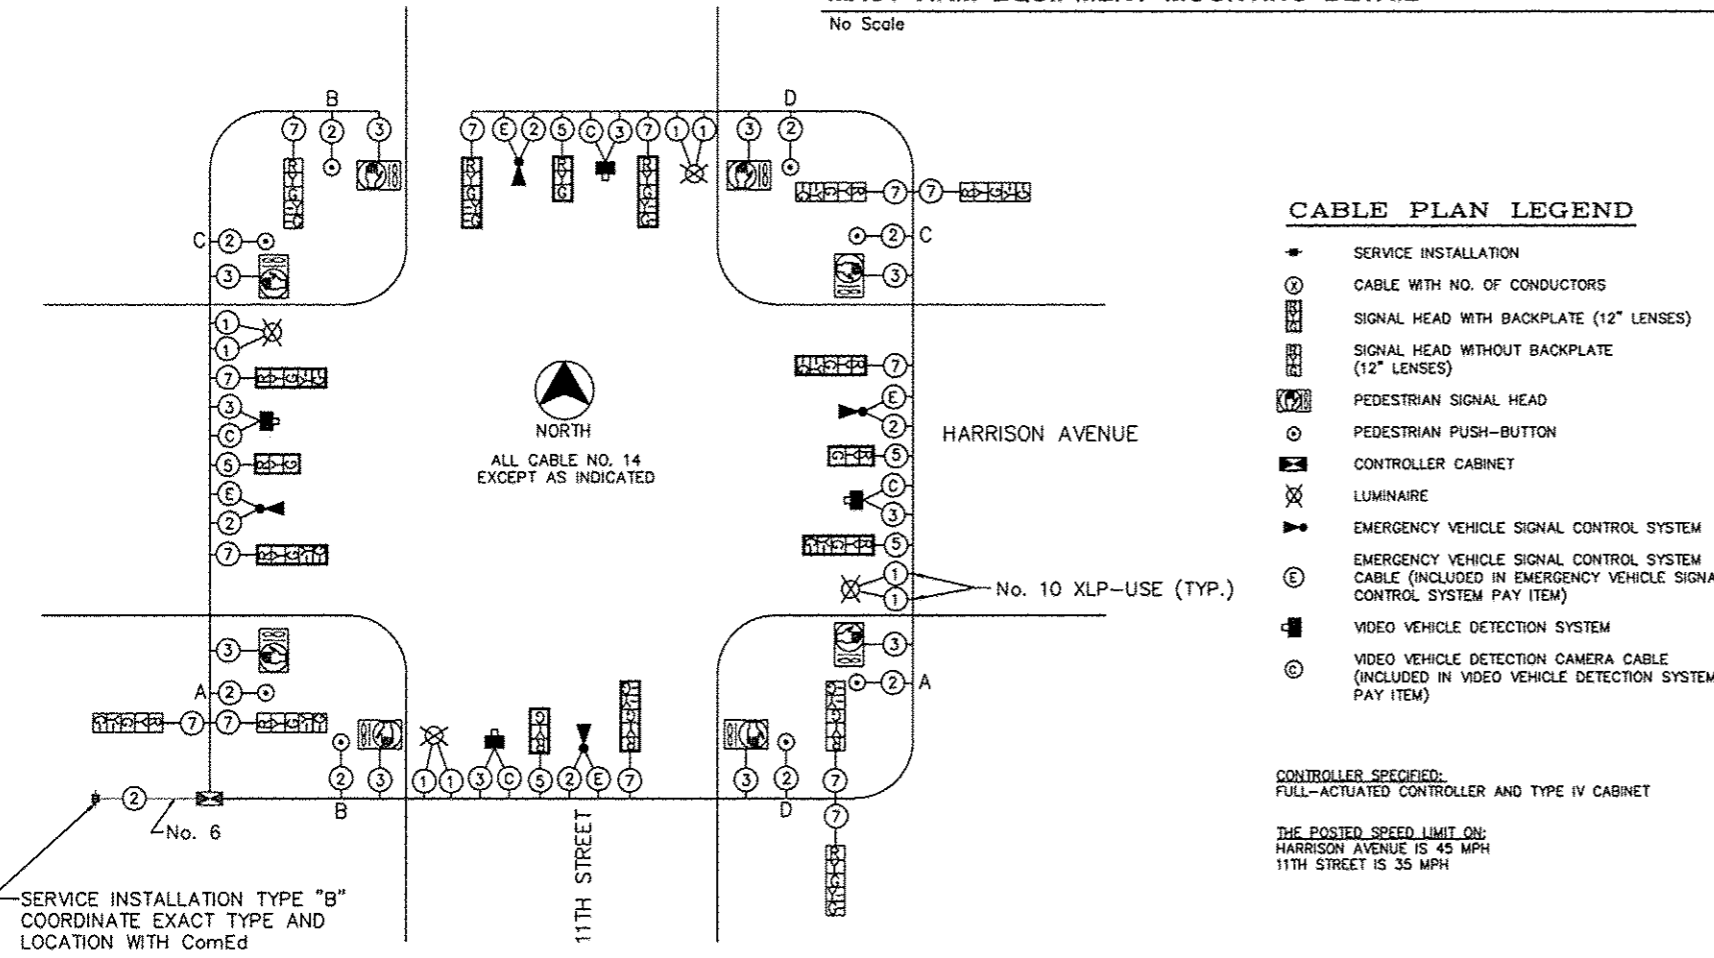 No Scale
B
D
7 2 3
7 E 2 5 C 3 7 1 1 3 2
7 7
C 2
2 C
3
3
1
1
7
3
C
5
E
2
7
7
E
2
5
C
3
5
1
1
NORTH
ALL CABLE NO. 14
EXCEPT AS INDICATED
HARRISON AVENUE
No. 10 XLP-USE (TYP.)
3
A 2
7 7
3
2 A
2 3 1 1 3 C 5 2 E 7 3 2 7
B
D
7
2
No. 6
11TH STREET
SERVICE INSTALLATION TYPE "B"
COORDINATE EXACT TYPE AND
LOCATION WITH ComEd
CABLE PLAN LEGEND
SERVICE INSTALLATION
X CABLE WITH NO. OF CONDUCTORS
R Y G SIGNAL HEAD WITH BACKPLATE (12" LENSES)
R Y G SIGNAL HEAD WITHOUT BACKPLATE
(12" LENSES)
PEDESTRIAN SIGNAL HEAD
PEDESTRIAN PUSH-BUTTON
CONTROLLER CABINET
LUMINAIRE
EMERGENCY VEHICLE SIGNAL CONTROL SYSTEM
EMERGENCY VEHICLE SIGNAL CONTROL SYSTEM
E CABLE (INCLUDED IN EMERGENCY VEHICLE SIGNA
CONTROL SYSTEM PAY ITEM)
VIDEO VEHICLE DETECTION SYSTEM
VIDEO VEHICLE DETECTION CAMERA CABLE
C (INCLUDED IN VIDEO VEHICLE DETECTION SYSTEM
PAY ITEM)
CONTROLLER SPECIFIED:
FULL-ACTUATED CONTROLLER AND TYPE IV CABINET
THE POSTED SPEED LIMIT ON:
HARRISON AVENUE IS 45 MPH
11TH STREET IS 35 MPH